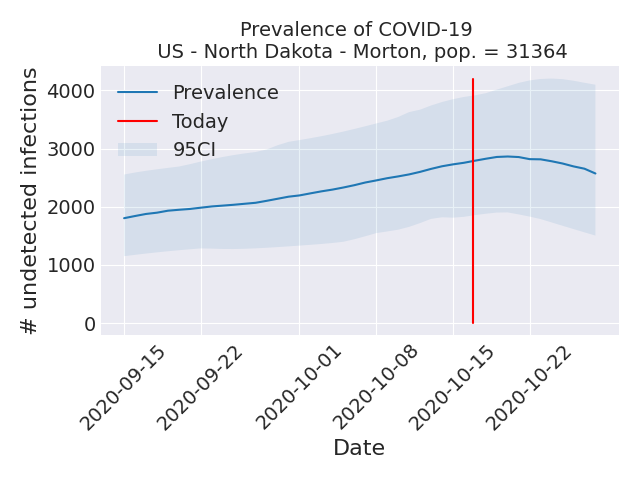 Prevalence of COVID-19
US - North Dakota - Morton, pop. = 31364
# undetected infections
4000
3000
2000
1000
0
Prevalence
Today
95CI
2020-09-15
2020-09-22
2020-10-01
2020-10-08
2020-10-15
2020-10-22
Date